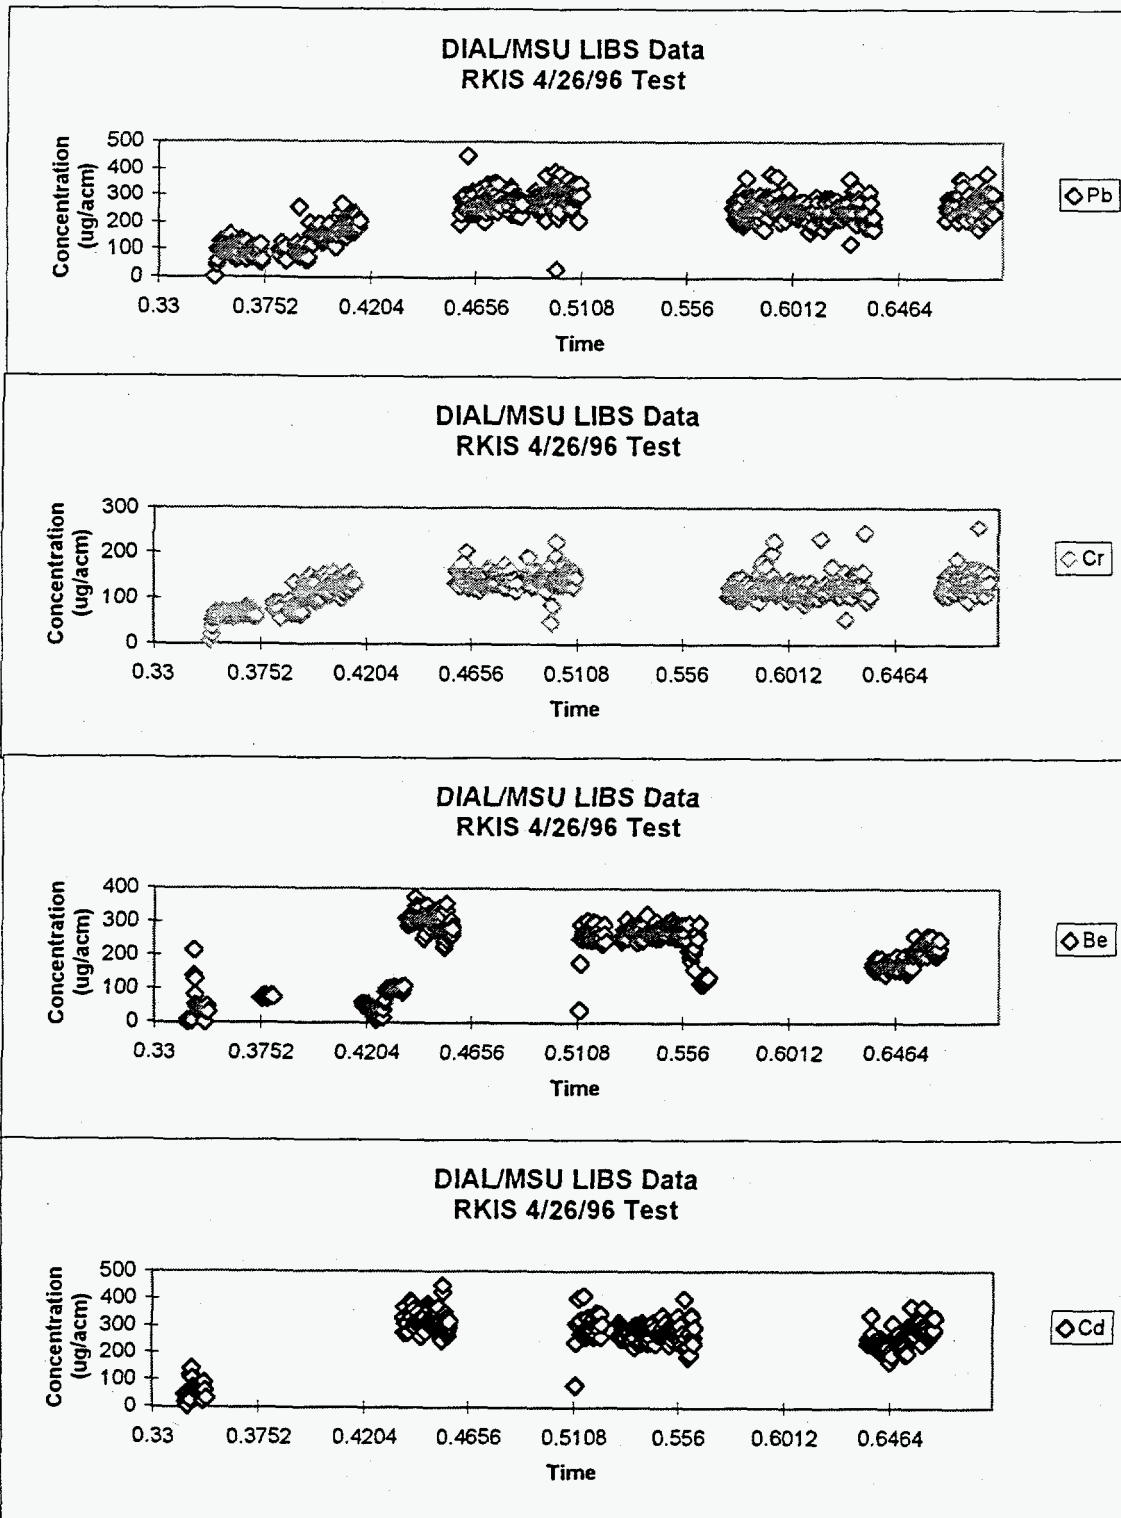 DIAL/MSU LIBS Data
RKIS 4/26/96 Test
Concentration
(ug/acm)
500
400
300
200
100
0
0.33 0.3752 0.4204 0.4656 0.5108 0.556 0.6012 0.6464
Time
Pb
DIAL/MSU LIBS Data
RKIS 4/26/96 Test
Concentration
(ug/acm)
300
200
100
0
0.33 0.3752 0.4204 0.4656 0.5108 0.556 0.6012 0.6464
Time
Cr
DIAL/MSU LIBS Data
RKIS 4/26/96 Test
Concentration
(ug/acm)
400
300
200
100
0
0.33 0.3752 0.4204 0.4656 0.5108 0.556 0.6012 0.6464
Time
Be
DIAL/MSU LIBS Data
RKIS 4/26/96 Test
Concentration
(ug/acm)
500
400
300
200
100
0
0.33 0.3752 0.4204 0.4656 0.5108 0.556 0.6012 0.6464
Time
Cd